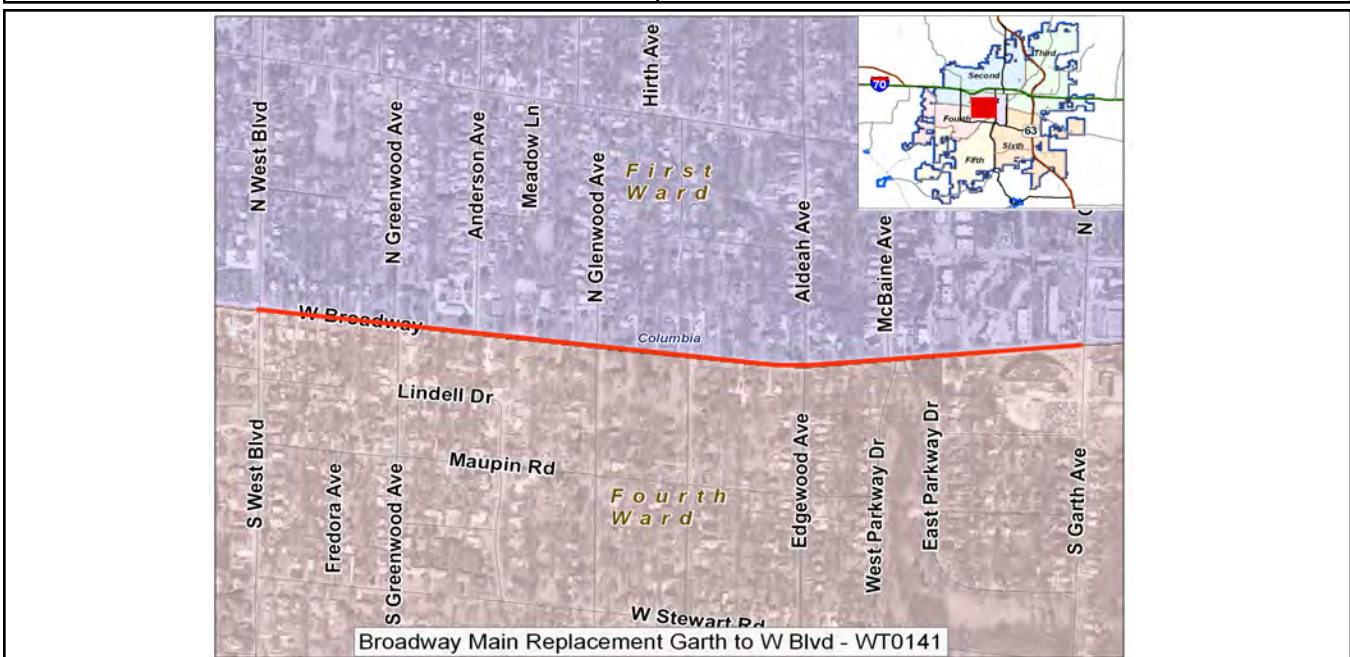 Hirth Ave
N West Blvd
N Greenwood Ave
Anderson Ave
Meadow Ln
N Glenwood Ave
First
Ward
Aldeah Ave
McBaine Ave
Third
Second
70
Fourth
63
Sixth
Fifth
W Broadway
Columbia
Lindell Dr
Maupin Rd
S West Blvd
Fredora Ave
S Greenwood Ave
Fourth
Ward
Edgewood Ave
West Parkway Dr
East Parkway Dr
S Garth Ave
W Stewart Rd
Broadway Main Replacement Garth to W Blvd - WT0141